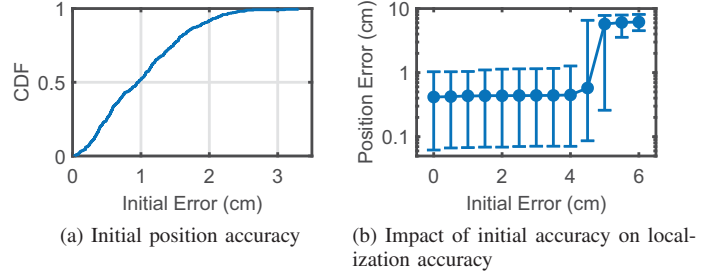 1
0.5
0
CDF
0 1 2 3
Initial Error (cm)
(a) Initial position accuracy
10
1
0.1
Position Error (cm)
0 2 4 6
Initial Error (cm)
(b) Impact of initial accuracy on local-
ization accuracy